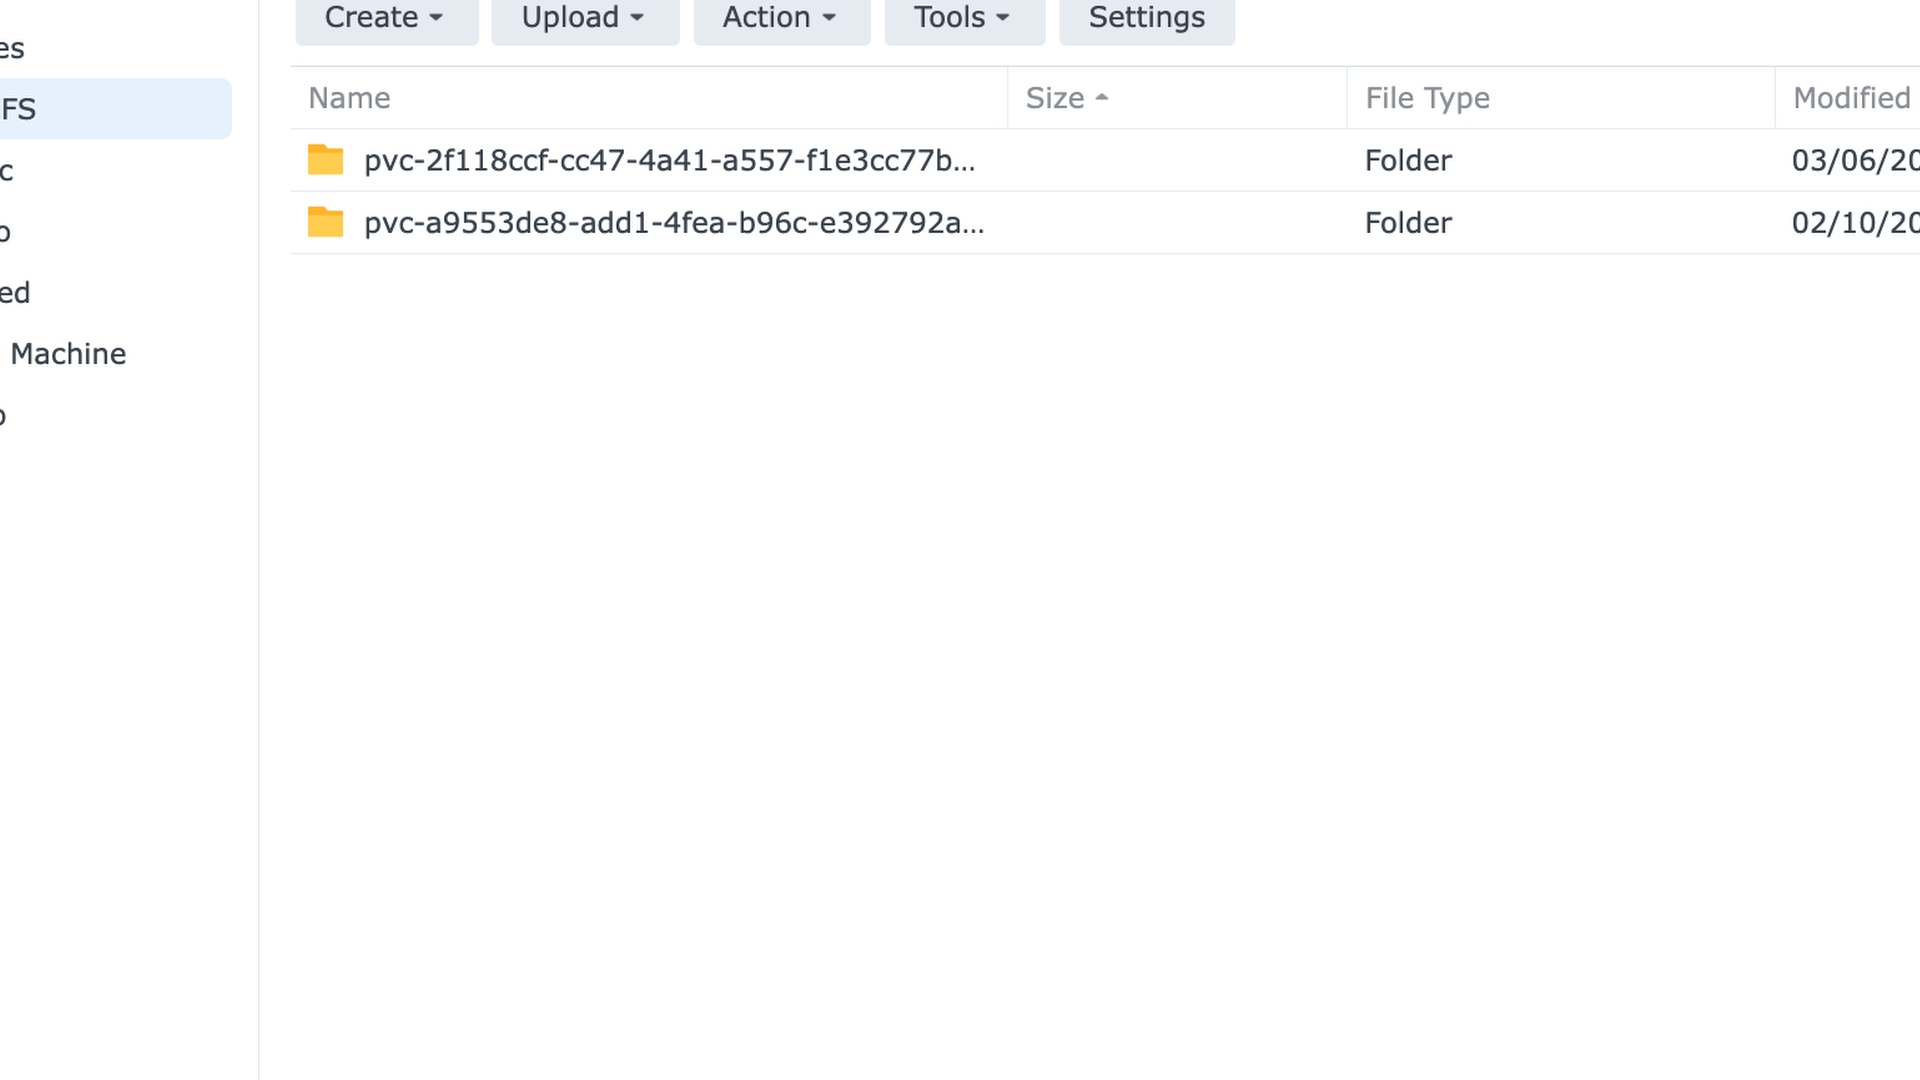 Create Upload Action Tools Settings
es
Name Size File Type Modified
FS
pvc-2f118ccf-cc47-4a41-a557-f1e3cc77b... Folder 03/06/20
c
pvc-a9553de8-add1-4fea-b96c-e392792a... Folder 02/10/20
o
ed
Machine